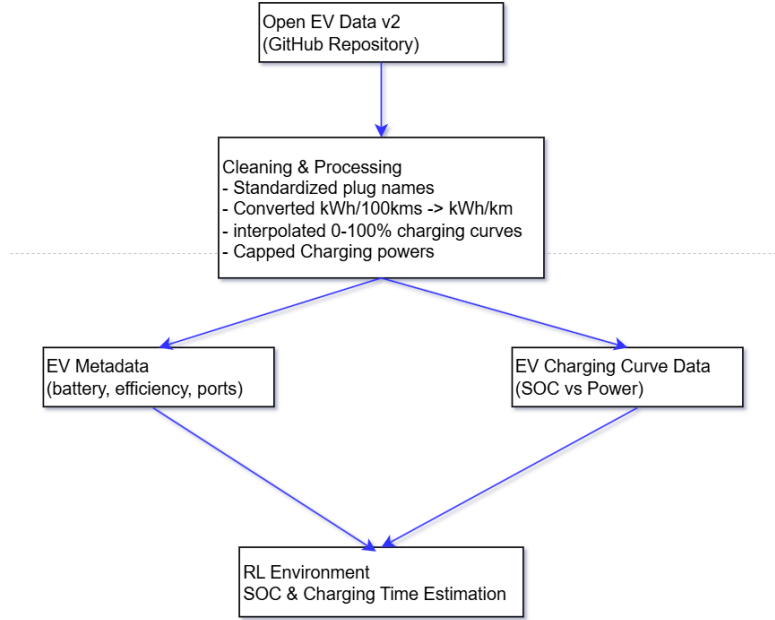 Open EV Data v2
(GitHub Repository)
Cleaning & Processing
- Standardized plug names
- Converted kWh/100kms -> kWh/km
- interpolated 0-100% charging curves
- Capped Charging powers
EV Metadata
(battery, efficiency, ports)
EV Charging Curve Data
(SOC vs Power)
RL Environment
SOC & Charging Time Estimation